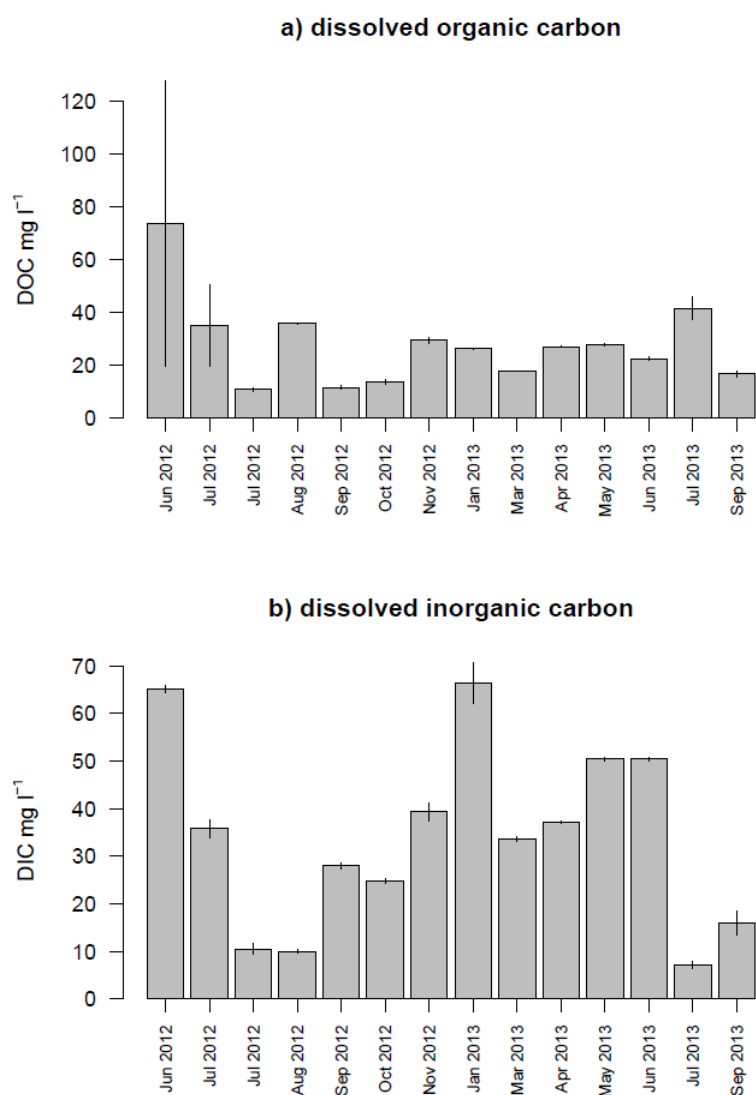 a) dissolved organic carbon
DOC mg l⁻¹
120
100
80
60
40
20
0
Jun 2012
Jul 2012
Jul 2012
Aug 2012
Sep 2012
Oct 2012
Nov 2012
Jan 2013
Mar 2013
Apr 2013
May 2013
Jun 2013
Jul 2013
Sep 2013
b) dissolved inorganic carbon
DIC mg l⁻¹
70
60
50
40
30
20
10
0
Jun 2012
Jul 2012
Jul 2012
Aug 2012
Sep 2012
Oct 2012
Nov 2012
Jan 2013
Mar 2013
Apr 2013
May 2013
Jun 2013
Jul 2013
Sep 2013